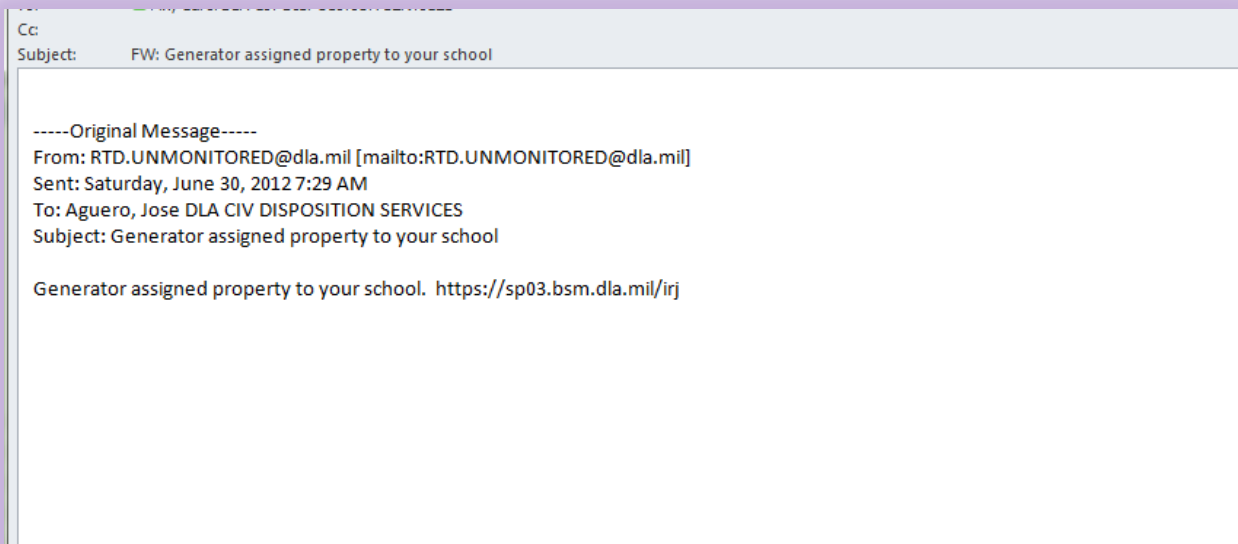 Cc:
Subject: FW: Generator assigned property to your school
-----Original Message-----
From: RTD.UNMONITORED@dla.mil [mailto:RTD.UNMONITORED@dla.mil]
Sent: Saturday, June 30, 2012 7:29 AM
To: Aguero, Jose DLA CIV DISPOSITION SERVICES
Subject: Generator assigned property to your school
Generator assigned property to your school.  https://sp03.bsm.dla.mil/irj